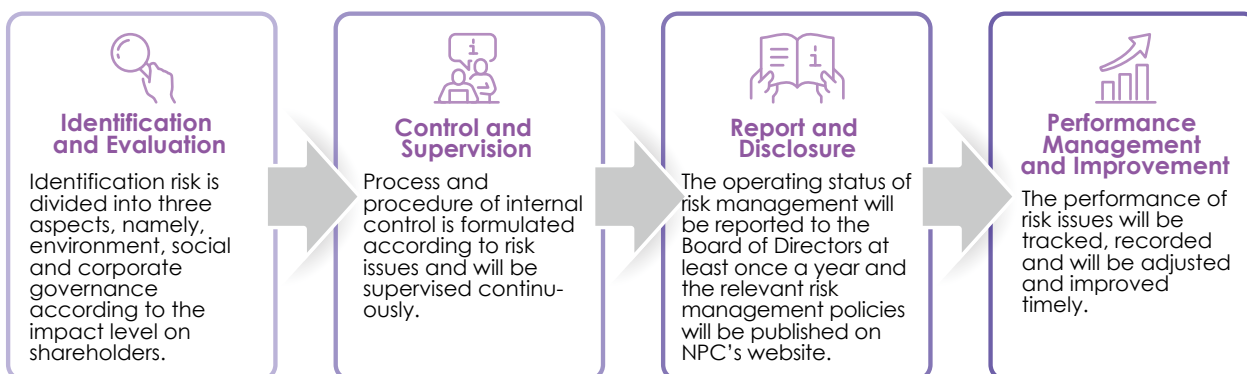 Identification
and Evaluation
Identification risk is
divided into three
aspects, namely,
environment, social
and corporate
governance
according to the
impact level on
shareholders.
Control and
Supervision
Process and
procedure of internal
control is formulated
according to risk
issues and will be
supervised continu-
ously.
Report and
Disclosure
The operating status of
risk management will
be reported to the
Board of Directors at
least once a year and
the relevant risk
management policies
will be published on
NPC's website.
Performance
Management
and Improvement
The performance of
risk issues will be
tracked, recorded
and will be adjusted
and improved
timely.